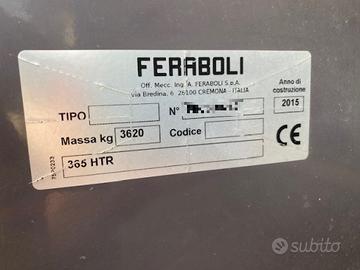 FERABOLI
Off. Mecc. Ing. A. FERABOLI S.p.A.
via Bredina, 6 26100 CREMONA - ITALIA
Anno di
costruzione
2015
TIPO
N°
Massa kg 3620
Codice
CE
365 HTR
subito